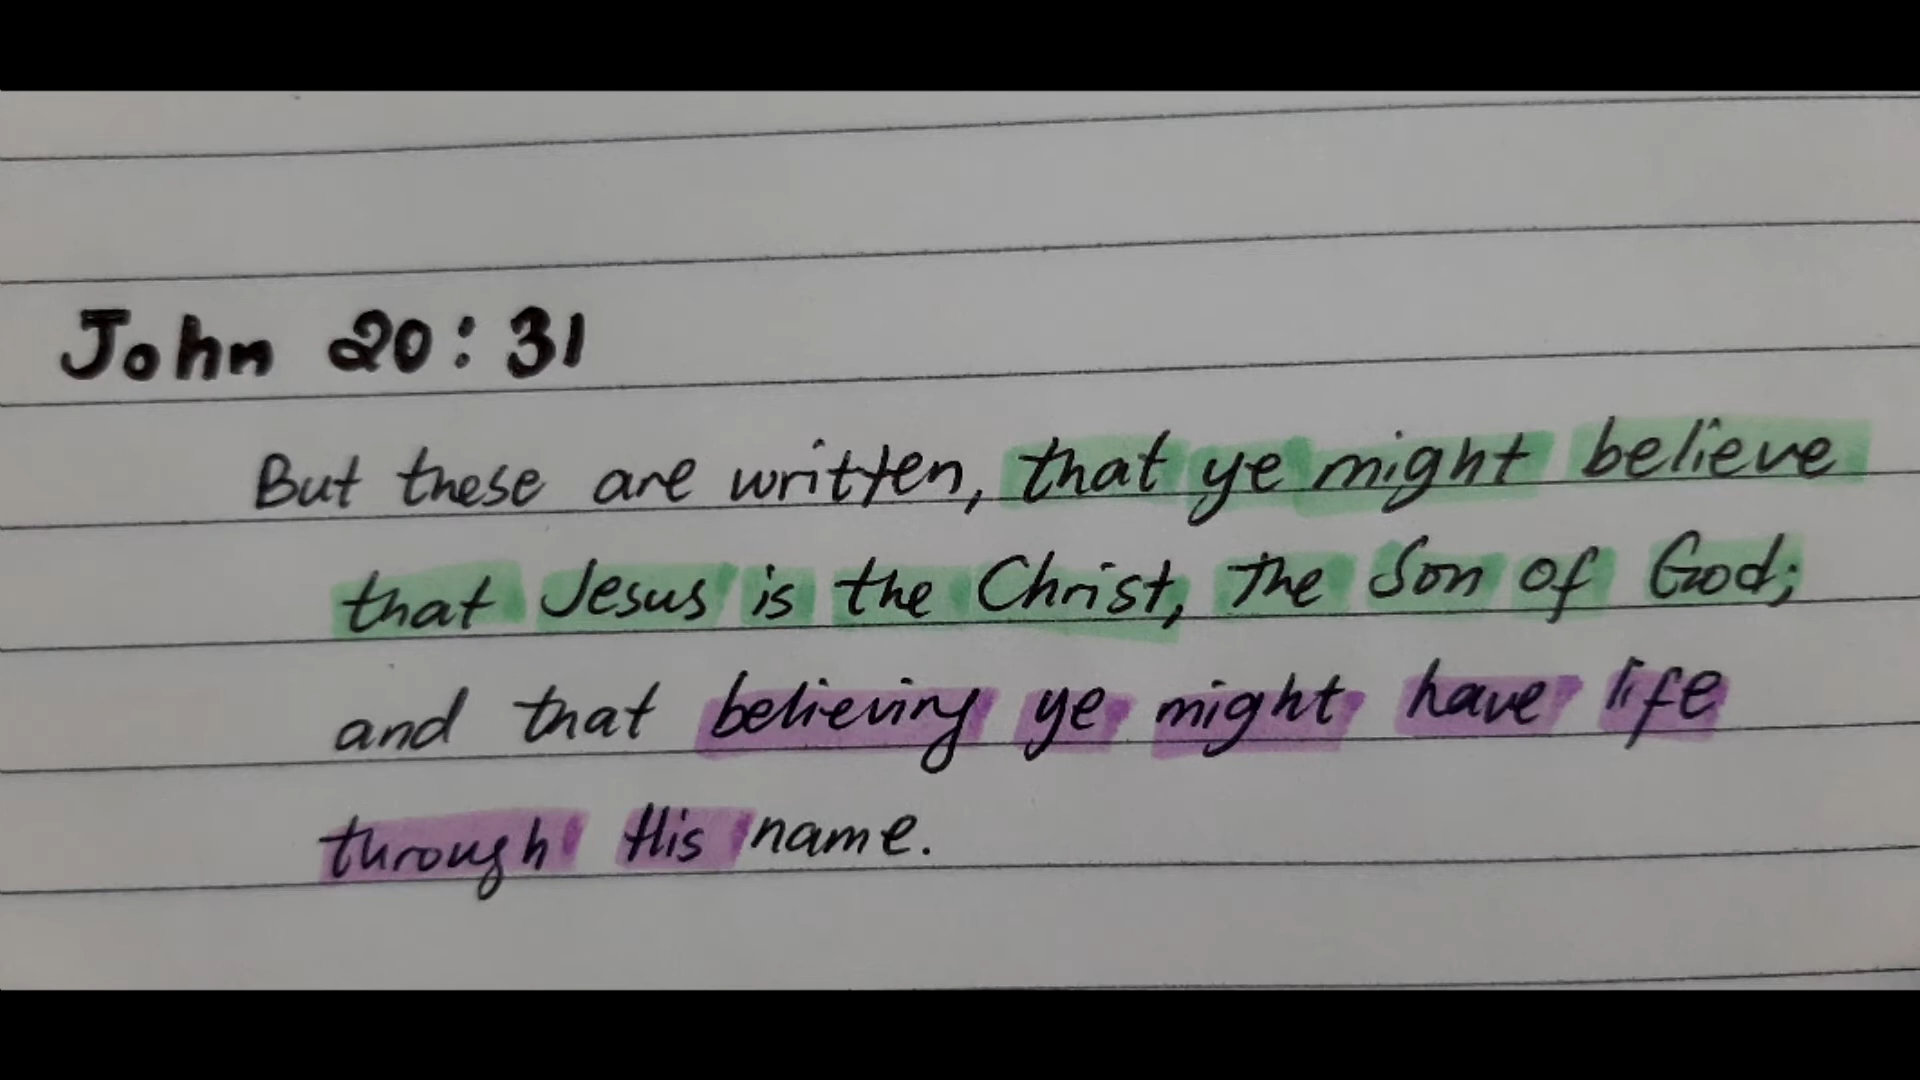 John 20:31
But these are written, that ye might believe
that Jesus is the Christ, the Son of God;
and that believing ye might have life
through His name.